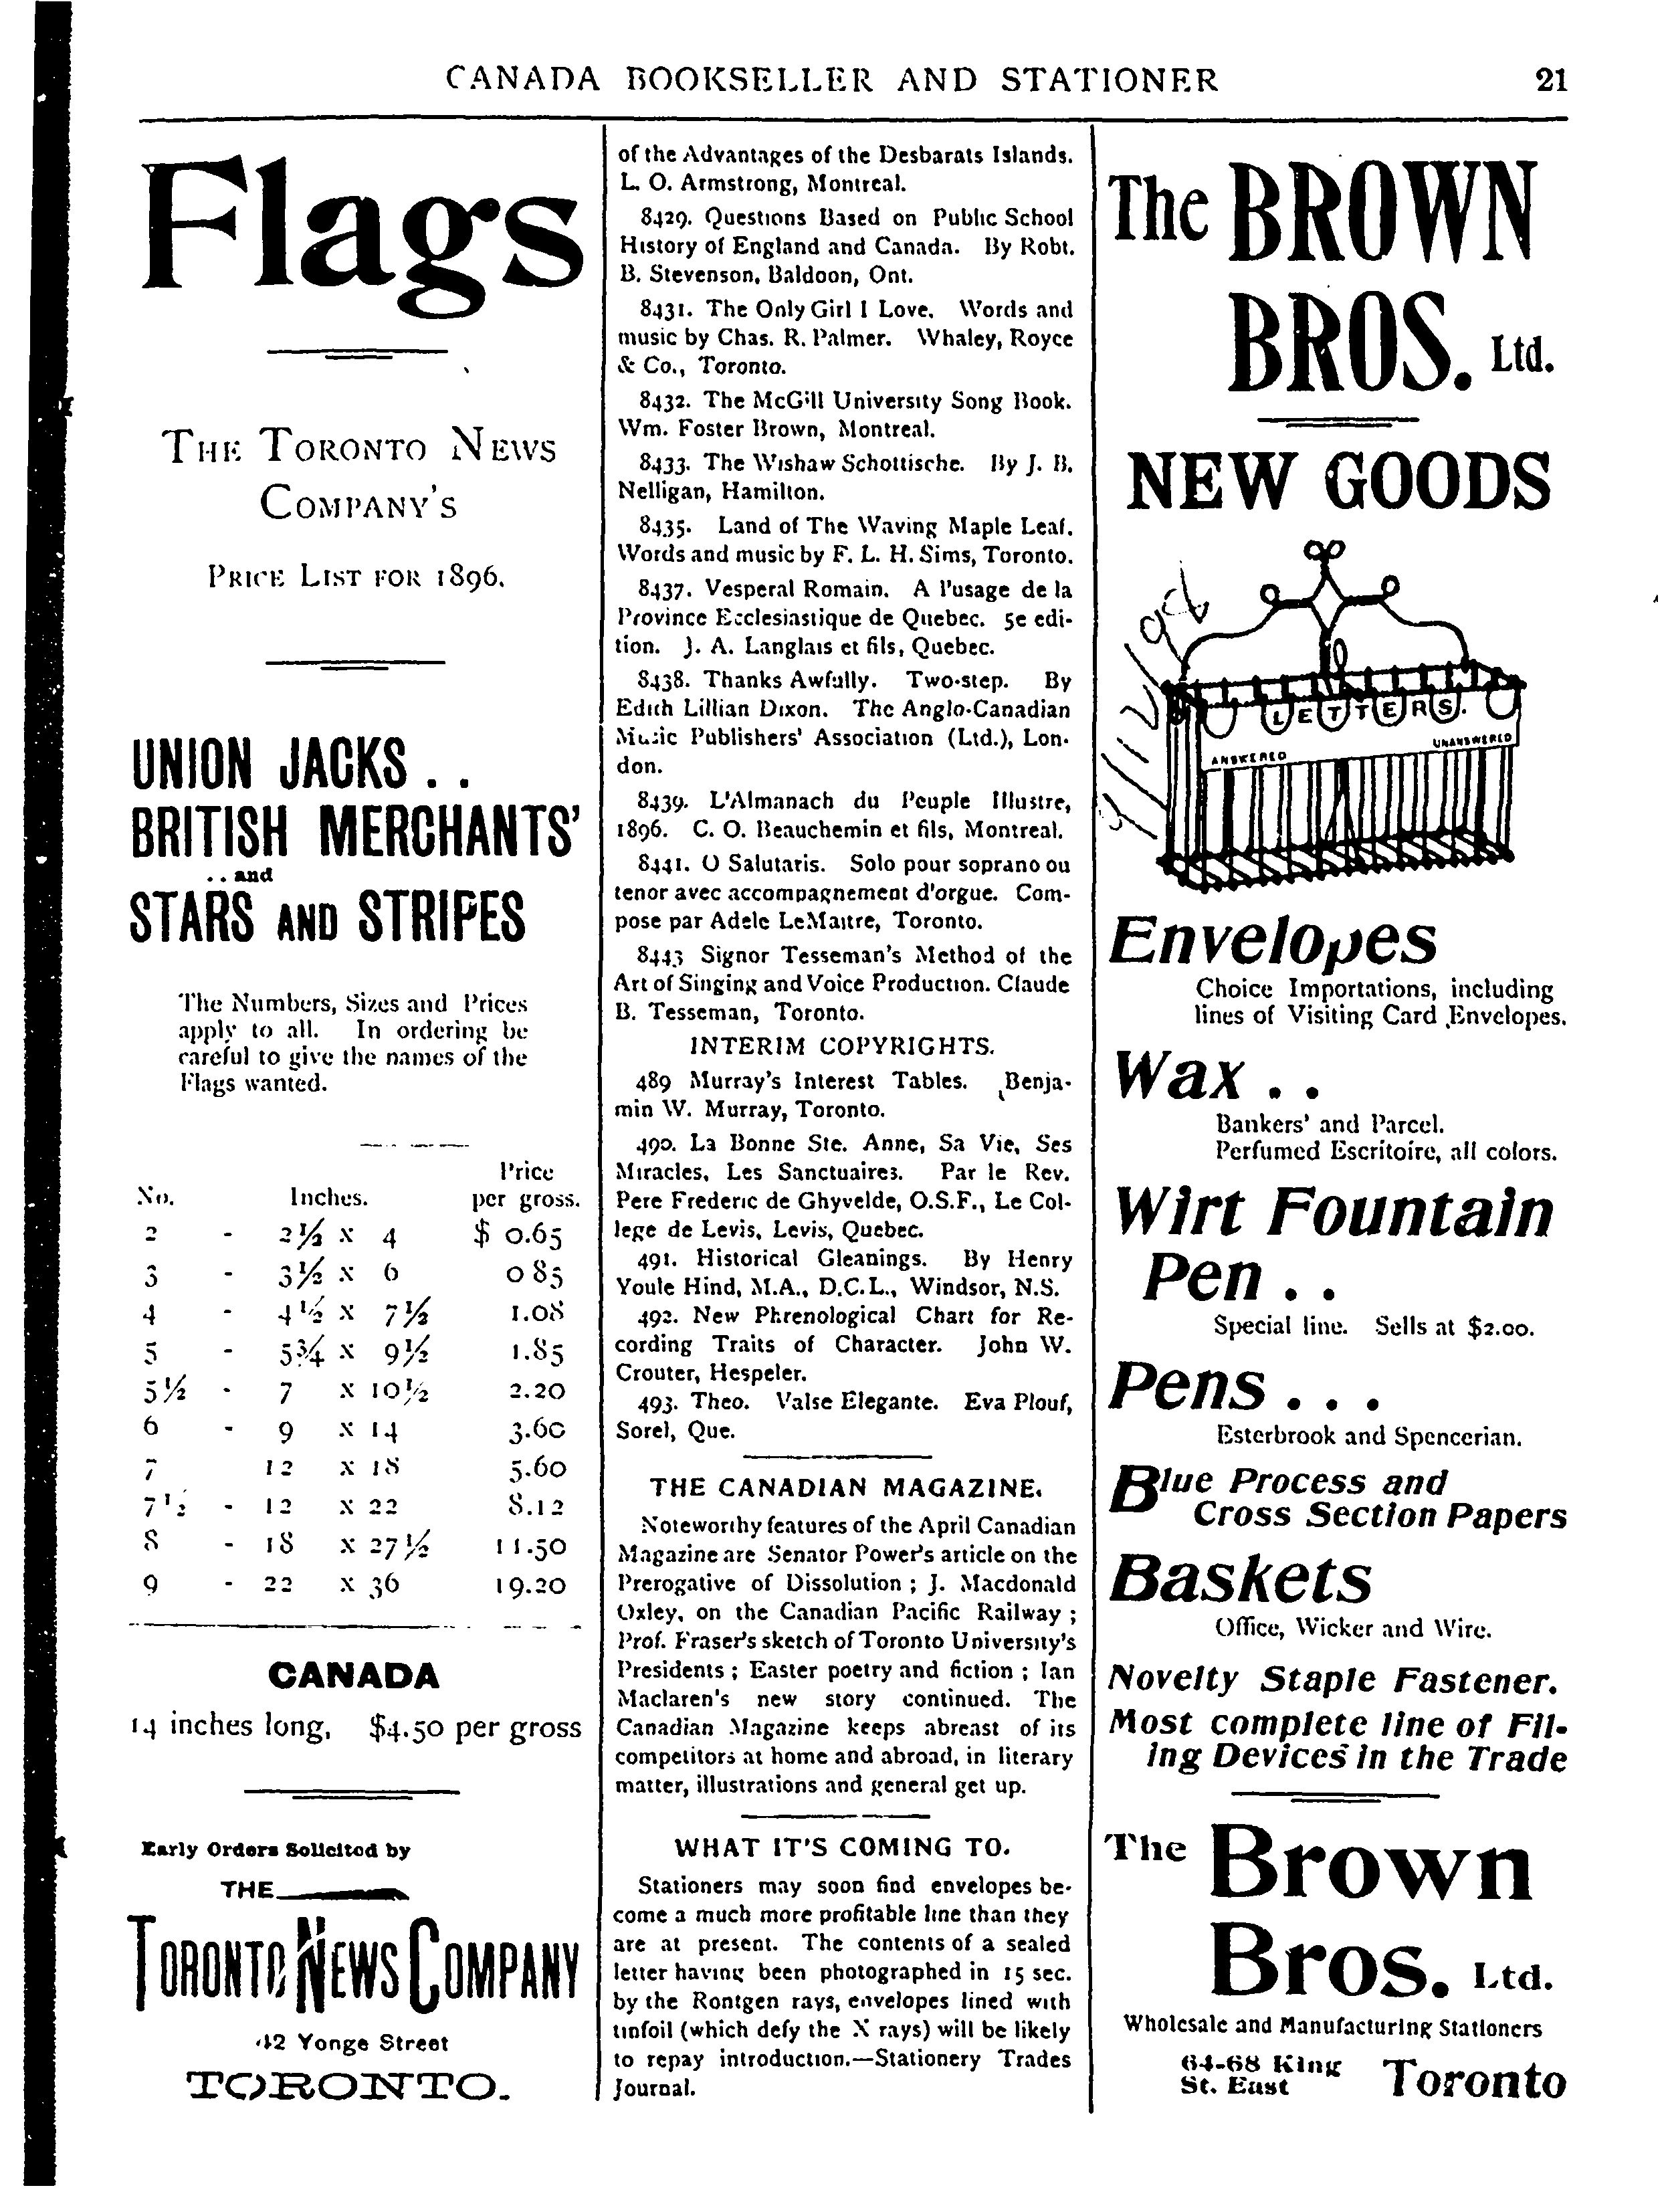 CANADA BOOKSELLER AND STATIONER 21
Flags
THE TORONTO NEWS
COMPANY'S
PRICE LIST FOR 1896.
UNION JACKS . .
BRITISH MERCHANTS'
. . and
STARS AND STRIPES
The Numbers, Sizes and Prices
apply to all. In ordering be
careful to give the names of the
Flags wanted.
Price
No. Inches. per gross.
2 - 2½ x 4 $ 0.65
3 - 3½ x 6 0 85
4 - 4½ x 7½ 1.08
5 - 5¾ x 9½ 1.85
5½ - 7 x 10½ 2.20
6 - 9 x 14 3.60
7 12 x 18 5.60
7½ - 12 x 22 8.12
8 - 18 x 27½ 11.50
9 - 22 x 36 19.20
CANADA
14 inches long, $4.50 per gross
Early Orders Solicited by
THE
TORONTO NEWS COMPANY
42 Yonge Street
TORONTO.
of the Advantages of the Desbarats Islands.
L. O. Armstrong, Montreal.
8429. Questions Based on Public School
History of England and Canada. By Robt.
B. Stevenson, Baldoon, Ont.
8431. The Only Girl I Love. Words and
music by Chas. R. Palmer. Whaley, Royce
& Co., Toronto.
8432. The McGill University Song Book.
Wm. Foster Brown, Montreal.
8433. The Wishaw Schottische. By J. B.
Nelligan, Hamilton.
8435. Land of The Waving Maple Leaf.
Words and music by F. L. H. Sims, Toronto.
8437. Vesperal Romain. A l'usage de la
Province Ecclesiastique de Quebec. 5e edi-
tion. J. A. Langlais et fils, Quebec.
8438. Thanks Awfully. Two-step. By
Edith Lillian Dixon. The Anglo-Canadian
Music Publishers' Association (Ltd.), Lon-
don.
8439. L'Almanach du Peuple Illustre,
1896. C. O. Beauchemin et fils, Montreal.
8441. O Salutaris. Solo pour soprano ou
tenor avec accompagnement d'orgue. Com-
pose par Adele LeMaitre, Toronto.
8443 Signor Tesseman's Method of the
Art of Singing and Voice Production. Claude
B. Tesseman, Toronto.
INTERIM COPYRIGHTS.
489 Murray's Interest Tables. Benja-
min W. Murray, Toronto.
490. La Bonne Ste. Anne, Sa Vie, Ses
Miracles, Les Sanctuaires. Par le Rev.
Pere Frederic de Ghyvelde, O.S.F., Le Col-
lege de Levis, Levis, Quebec.
491. Historical Gleanings. By Henry
Youle Hind, M.A., D.C.L., Windsor, N.S.
492. New Phrenological Chart for Re-
cording Traits of Character. John W.
Crouter, Hespeler.
493. Theo. Valse Elegante. Eva Plouf,
Sorel, Que.
THE CANADIAN MAGAZINE.
Noteworthy features of the April Canadian
Magazine are Senator Power's article on the
Prerogative of Dissolution ; J. Macdonald
Oxley, on the Canadian Pacific Railway ;
Prof. Fraser's sketch of Toronto University's
Presidents ; Easter poetry and fiction ; Ian
Maclaren's new story continued. The
Canadian Magazine keeps abreast of its
competitors at home and abroad, in literary
matter, illustrations and general get up.
WHAT IT'S COMING TO.
Stationers may soon find envelopes be-
come a much more profitable line than they
are at present. The contents of a sealed
letter having been photographed in 15 sec.
by the Rontgen rays, envelopes lined with
tinfoil (which defy the X rays) will be likely
to repay introduction.—Stationery Trades
Journal.
The BROWN
BROS. Ltd.
NEW GOODS
LETTERS.
ANSWERED UNANSWERED
Envelopes
Choice Importations, including
lines of Visiting Card Envelopes.
Wax . .
Bankers' and Parcel.
Perfumed Escritoire, all colors.
Wirt Fountain
Pen . .
Special line. Sells at $2.00.
Pens . . .
Esterbrook and Spencerian.
Blue Process and
Cross Section Papers
Baskets
Office, Wicker and Wire.
Novelty Staple Fastener.
Most complete line of Fil-
ing Devices in the Trade
The Brown
Bros. Ltd.
Wholesale and Manufacturing Stationers
64-68 King
St. East Toronto